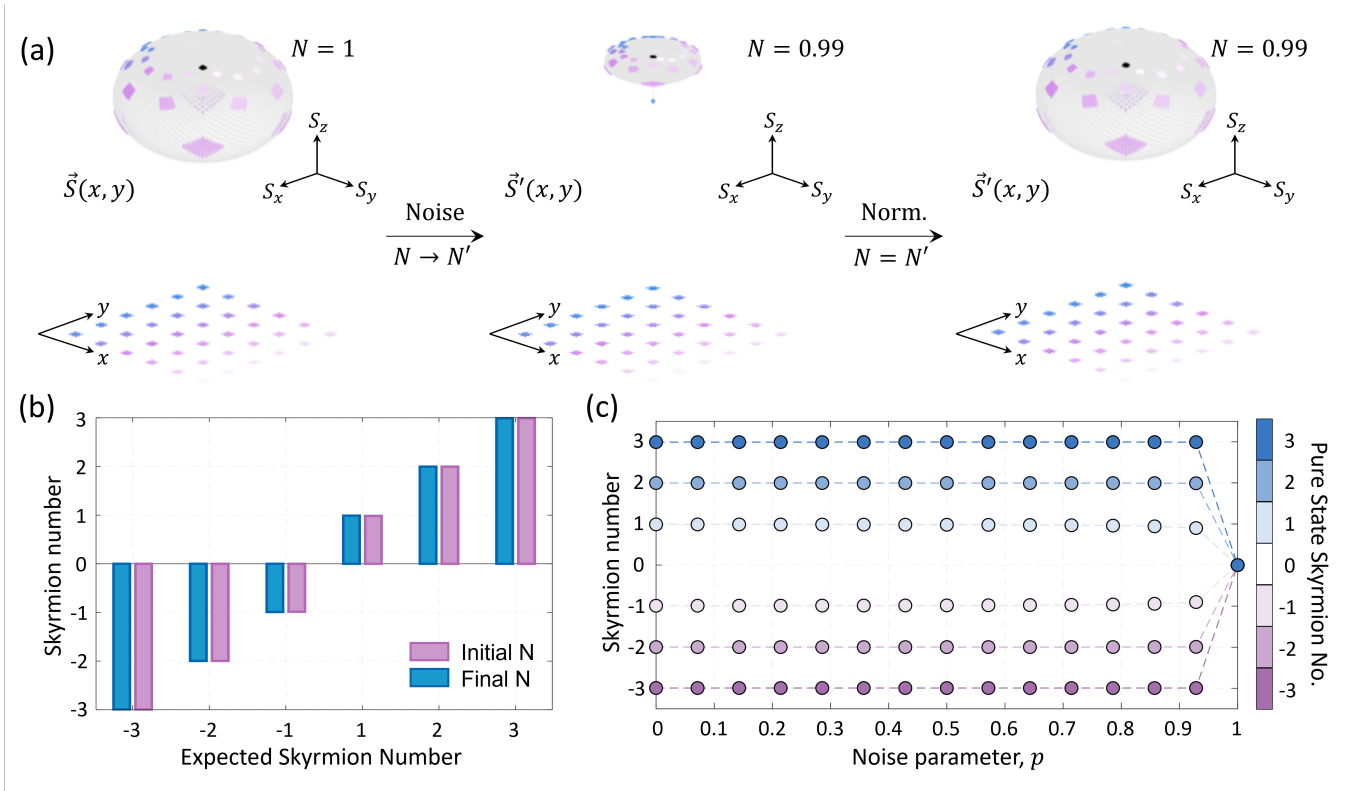 (a)
N = 1
N = 0.99
N = 0.99
S_z
S_x
S_y
S_z
S_x
S_y
S_z
S_x
S_y
S⃗(x, y)
S⃗′(x, y)
S⃗′(x, y)
Noise
N → N′
Norm.
N = N′
y
x
y
x
y
x
(b)
Skyrmion number
3
2
1
0
-1
-2
-3
-3
-2
-1
1
2
3
Initial N
Final N
Expected Skyrmion Number
(c)
Skyrmion number
3
2
1
0
-1
-2
-3
0
0.1
0.2
0.3
0.4
0.5
0.6
0.7
0.8
0.9
1
Noise parameter, p
3
2
1
0
-1
-2
-3
Pure State Skyrmion No.